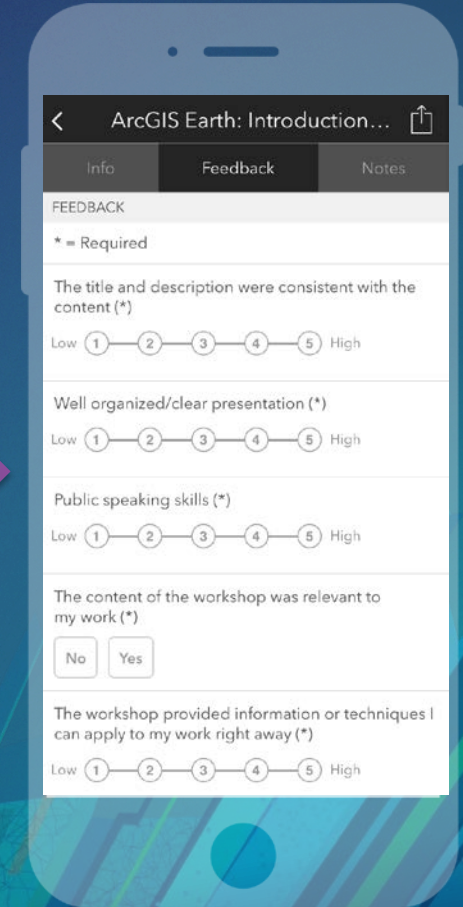 ArcGIS Earth: Introduction...
Info Feedback Notes
FEEDBACK
* = Required
The title and description were consistent with the
content (*)
Low 1 2 3 4 5 High
Well organized/clear presentation (*)
Low 1 2 3 4 5 High
Public speaking skills (*)
Low 1 2 3 4 5 High
The content of the workshop was relevant to
my work (*)
No Yes
The workshop provided information or techniques I
can apply to my work right away (*)
Low 1 2 3 4 5 High